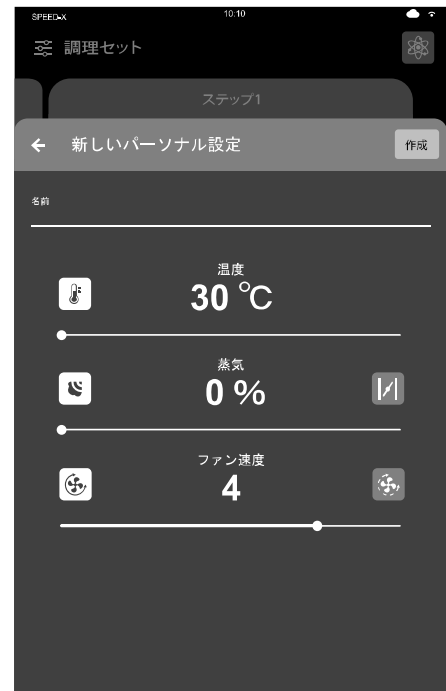 SPEED-X
10:10
調理セット
ステップ1
新しいパーソナル設定
作成
名前
温度
30 °C
蒸気
0 %
ファン速度
4